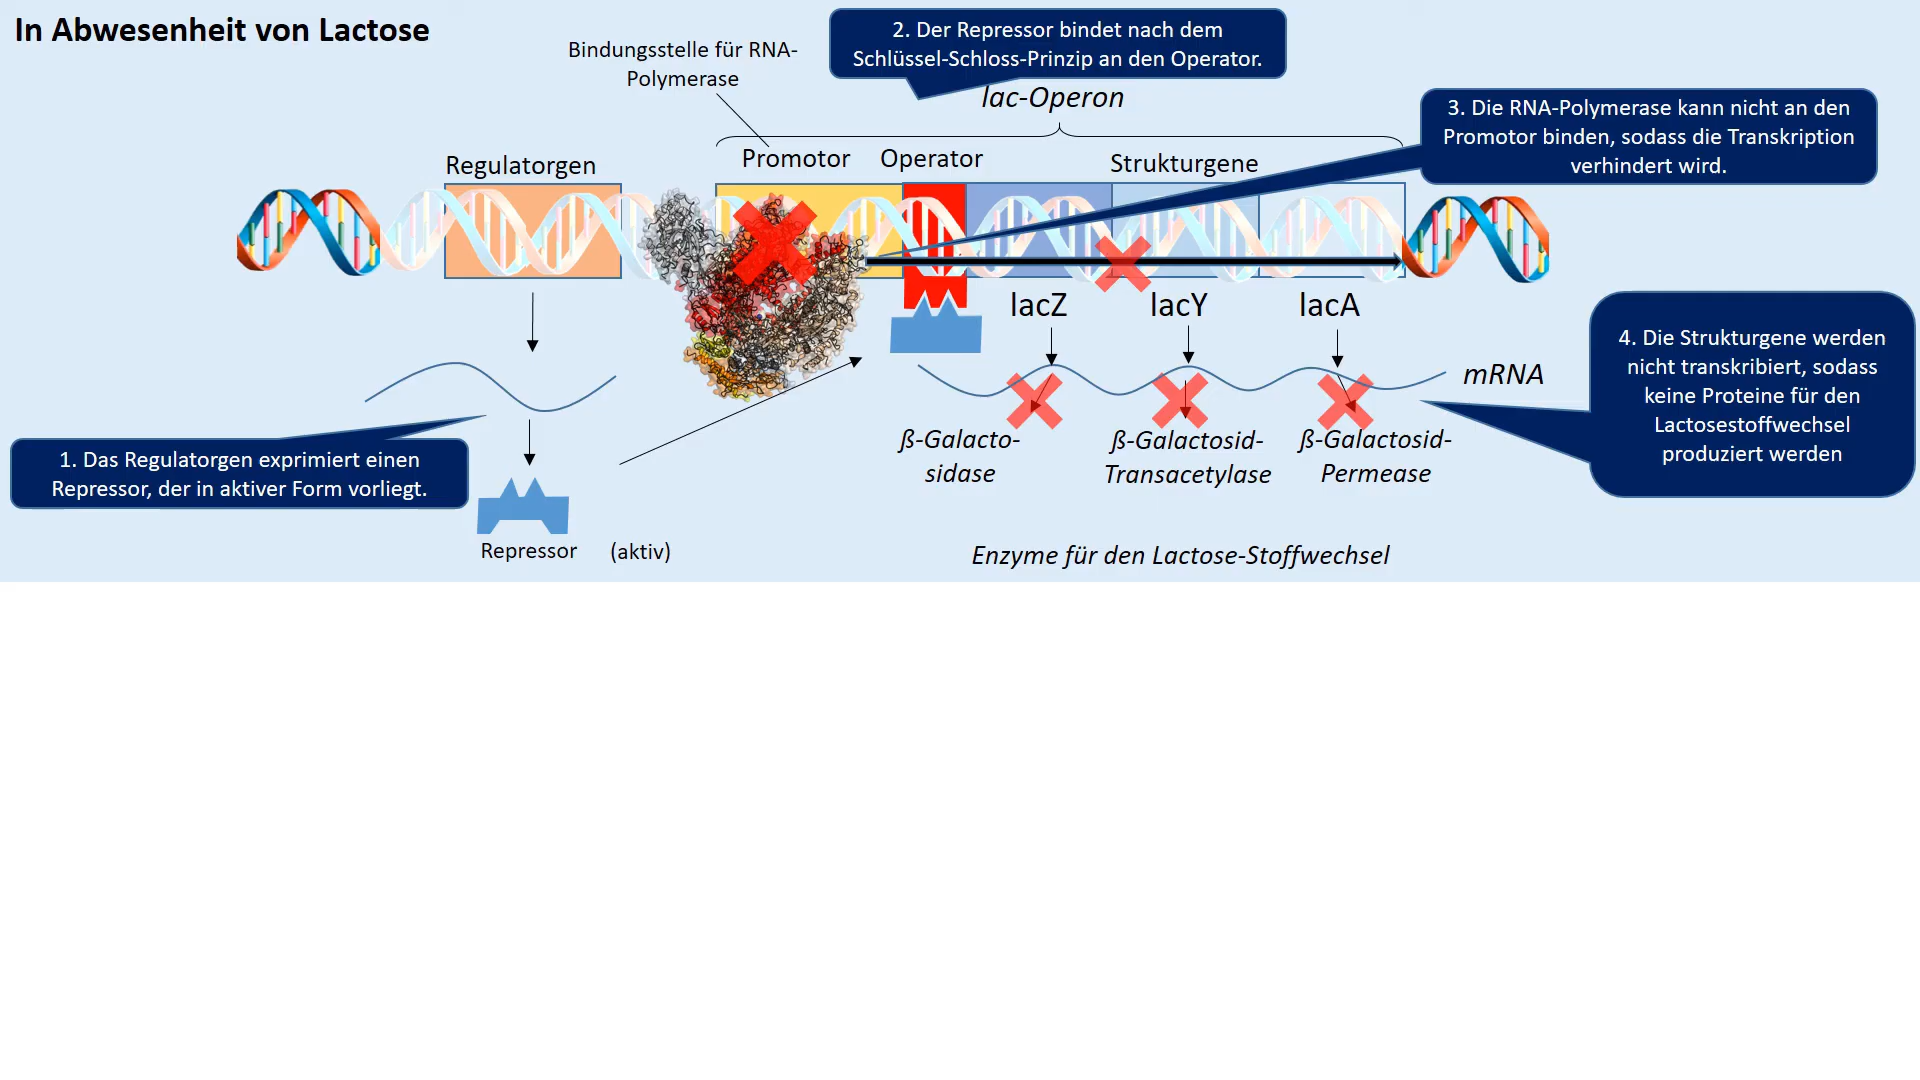 In Abwesenheit von Lactose
Bindungsstelle für RNA-
Polymerase
2. Der Repressor bindet nach dem
Schlüssel-Schloss-Prinzip an den Operator.
lac-Operon
3. Die RNA-Polymerase kann nicht an den
Promotor binden, sodass die Transkription
verhindert wird.
Regulatorgen
Promotor
Operator
Strukturgene
lacZ
lacY
lacA
mRNA
4. Die Strukturgene werden
nicht transkribiert, sodass
keine Proteine für den
Lactosestoffwechsel
produziert werden
ß-Galacto-
sidase
ß-Galactosid-
Transacetylase
ß-Galactosid-
Permease
1. Das Regulatorgen exprimiert einen
Repressor, der in aktiver Form vorliegt.
Repressor (aktiv)
Enzyme für den Lactose-Stoffwechsel